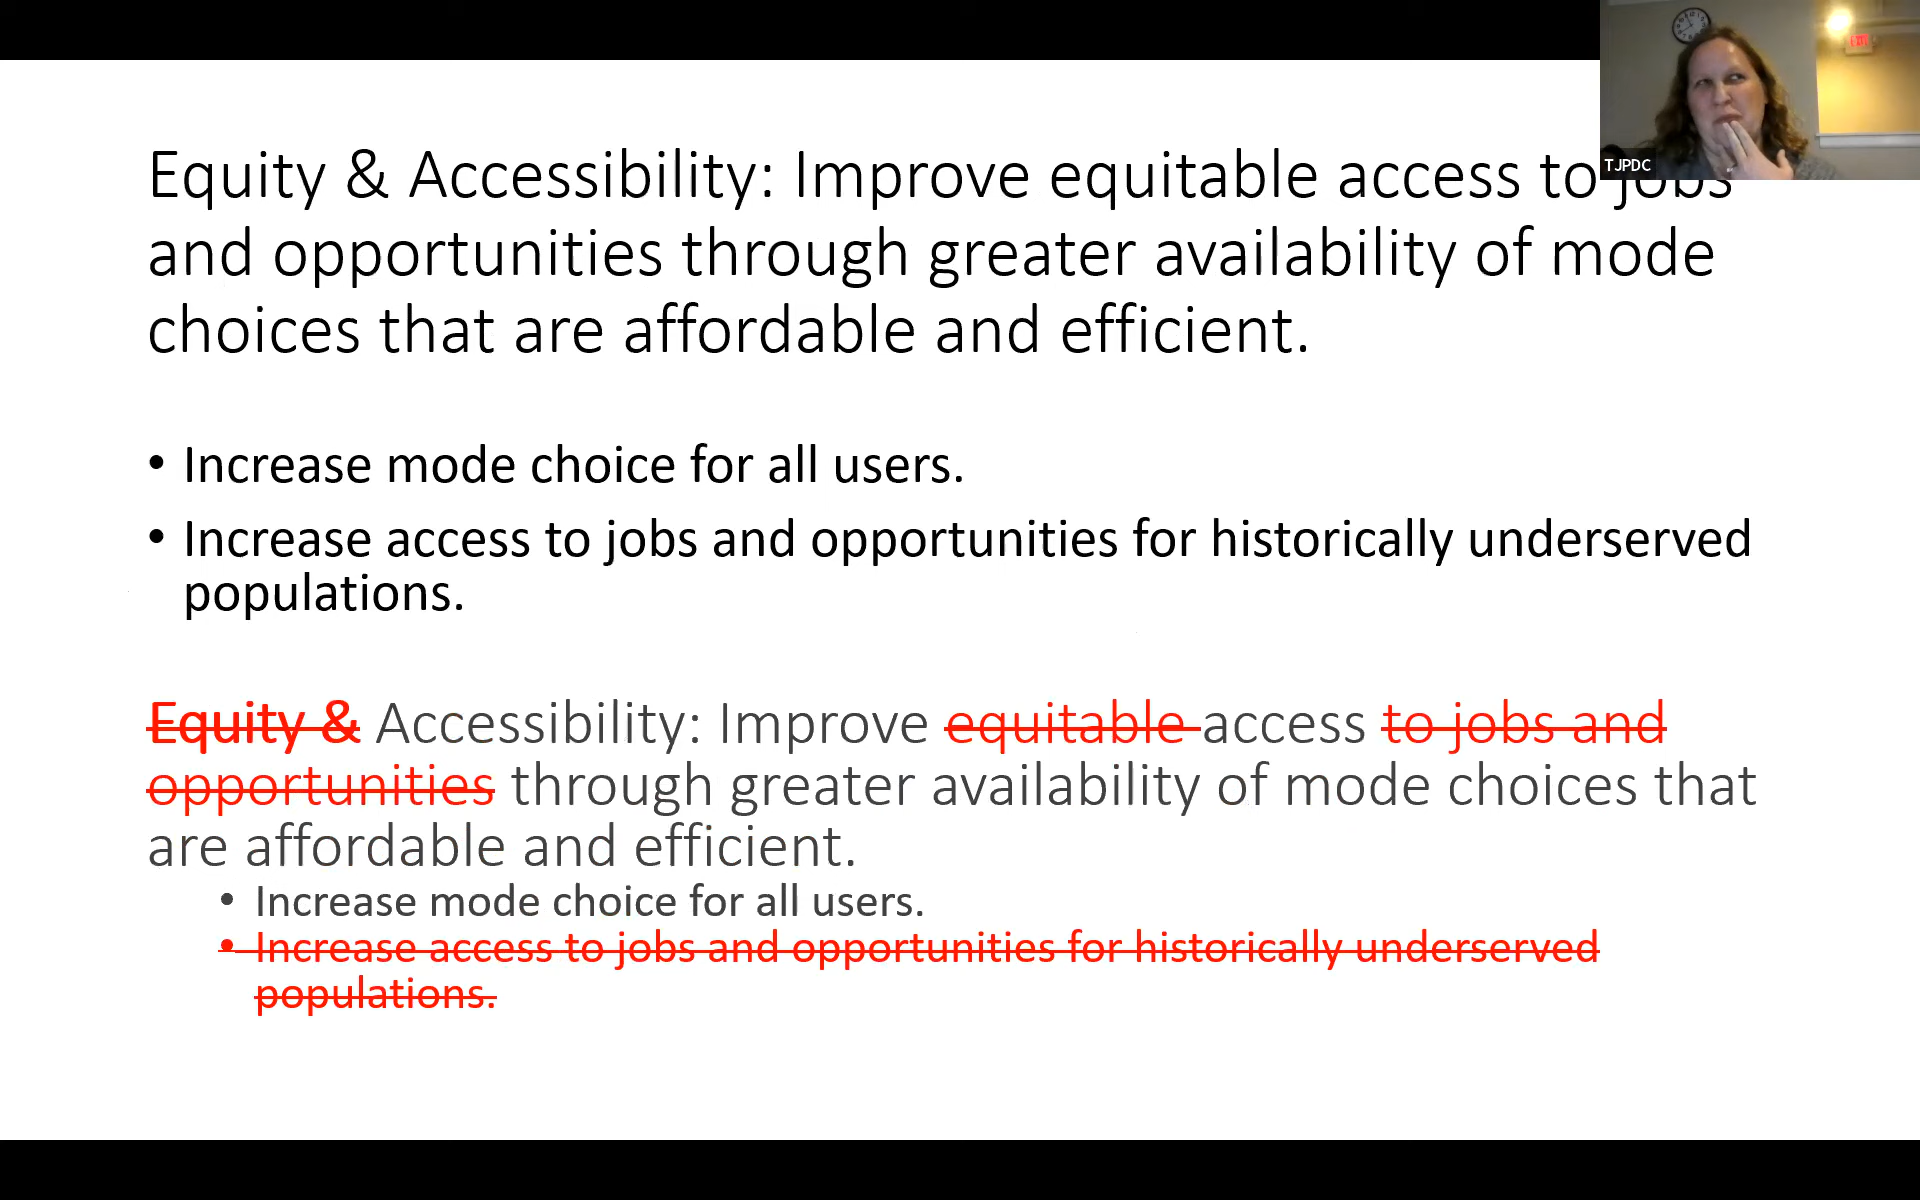 Equity & Accessibility: Improve equitable access to jobs
and opportunities through greater availability of mode
choices that are affordable and efficient.
TJPDC
• Increase mode choice for all users.
• Increase access to jobs and opportunities for historically underserved
populations.
Equity & Accessibility: Improve equitable access to jobs and
opportunities through greater availability of mode choices that
are affordable and efficient.
• Increase mode choice for all users.
• Increase access to jobs and opportunities for historically underserved
populations.